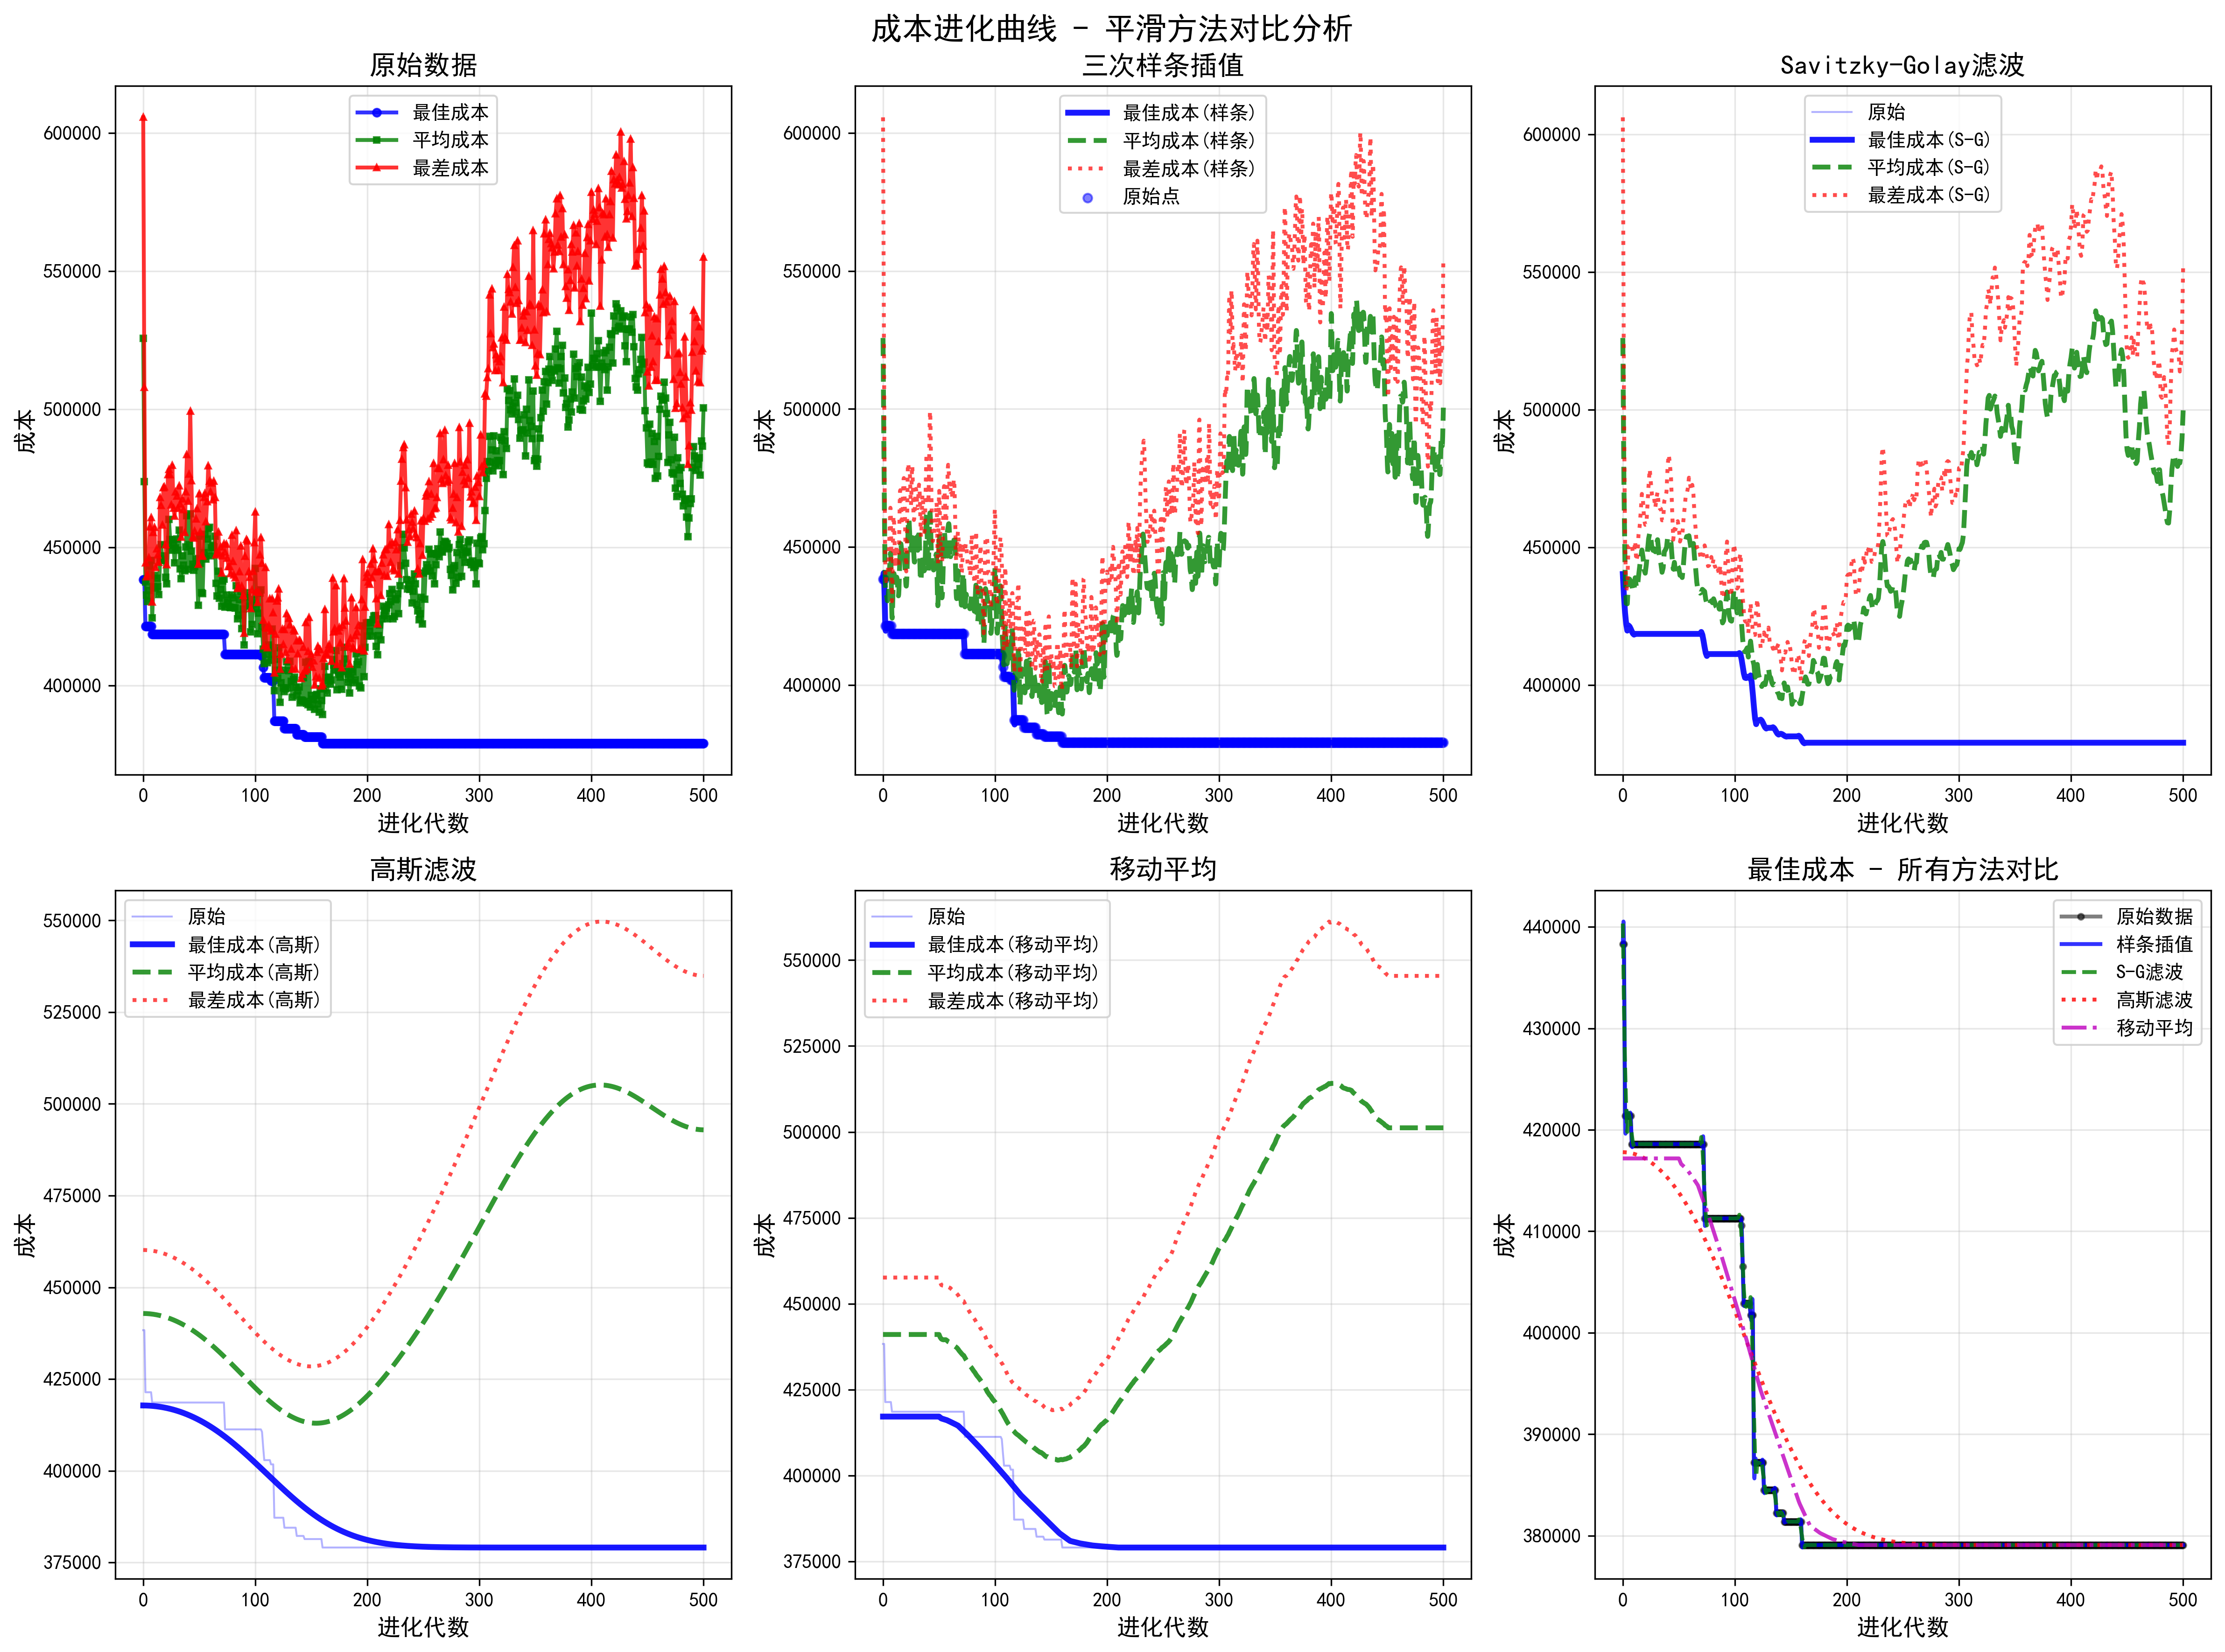 成本进化曲线 - 平滑方法对比分析
原始数据
最佳成本
平均成本
最差成本
600000
550000
500000
450000
400000
成本
0 100 200 300 400 500
进化代数
三次样条插值
最佳成本(样条)
平均成本(样条)
最差成本(样条)
原始点
600000
550000
500000
450000
400000
成本
0 100 200 300 400 500
进化代数
Savitzky-Golay滤波
原始
最佳成本(S-G)
平均成本(S-G)
最差成本(S-G)
600000
550000
500000
450000
400000
成本
0 100 200 300 400 500
进化代数
高斯滤波
原始
最佳成本(高斯)
平均成本(高斯)
最差成本(高斯)
550000
525000
500000
475000
450000
425000
400000
375000
成本
0 100 200 300 400 500
进化代数
移动平均
原始
最佳成本(移动平均)
平均成本(移动平均)
最差成本(移动平均)
550000
525000
500000
475000
450000
425000
400000
375000
成本
0 100 200 300 400 500
进化代数
最佳成本 - 所有方法对比
原始数据
样条插值
S-G滤波
高斯滤波
移动平均
440000
430000
420000
410000
400000
390000
380000
成本
0 100 200 300 400 500
进化代数